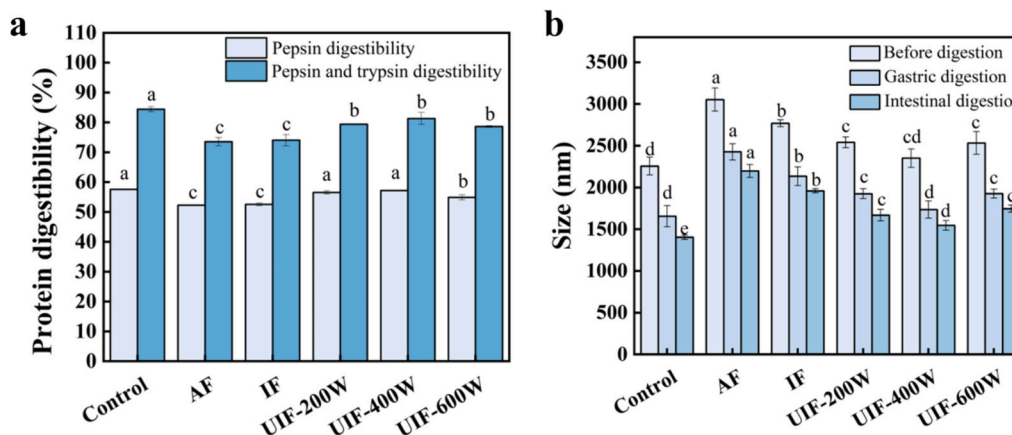 a
Protein digestibility (%)
110
100
90
80
70
60
50
40
30
20
10
0
Pepsin digestibility
Pepsin and trypsin digestibility
a
a
c
c
c
c
a
b
a
b
b
b
Control
AF
IF
UIF-200W
UIF-400W
UIF-600W
b
Size (nm)
3500
3000
2500
2000
1500
1000
500
0
Before digestion
Gastric digestion
Intestinal digestion
d
d
e
a
a
a
b
b
b
c
c
c
cd
d
d
c
c
c
Control
AF
IF
UIF-200W
UIF-400W
UIF-600W